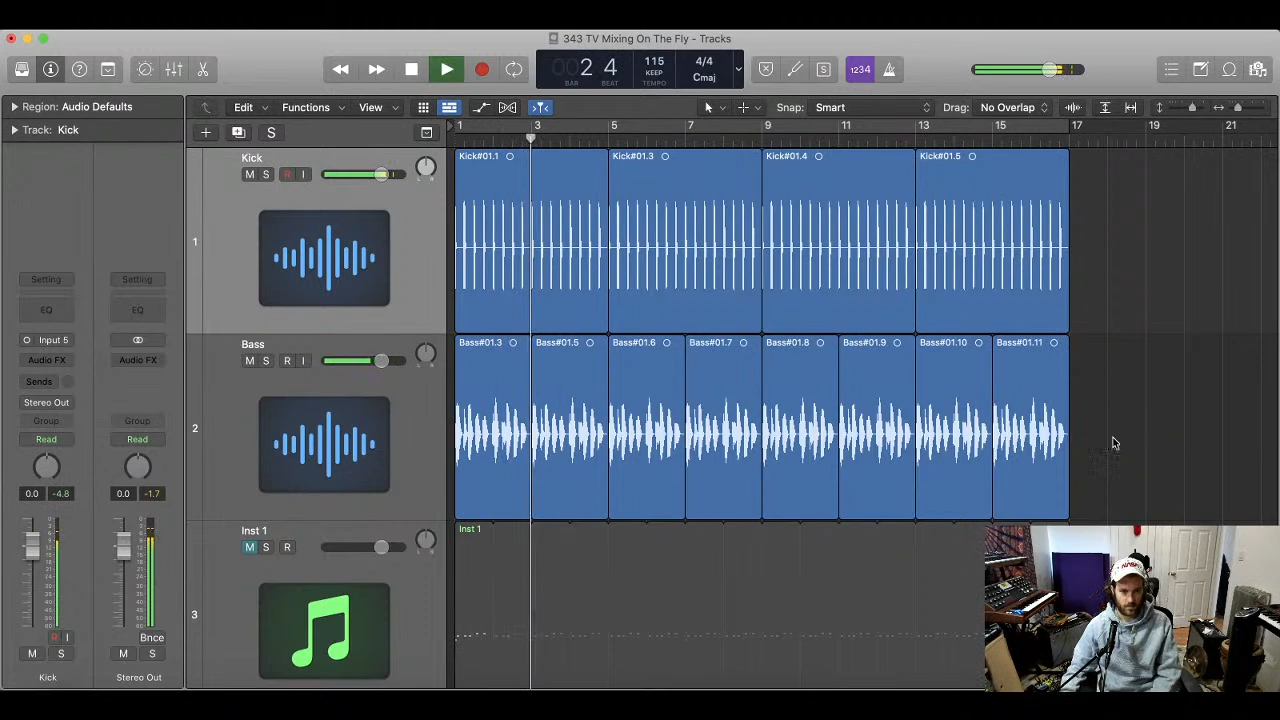 343 TV Mixing On The Fly - Tracks
002 4
BAR BEAT
115
KEEP
TEMPO
4/4
Cmaj
1234
Region: Audio Defaults
Track: Kick
Edit Functions View
Snap: Smart
Drag: No Overlap
S
1 3 5 7 9 11 13 15 17 19 21
Kick
M S R I
L R
1
Kick#01.1 Kick#01.3 Kick#01.4 Kick#01.5
Bass
M S R I
L R
2
Bass#01.3 Bass#01.5 Bass#01.6 Bass#01.7 Bass#01.8 Bass#01.9 Bass#01.10 Bass#01.11
Inst 1
M S R
L R
3
Inst 1
Setting Setting
EQ EQ
Input 5
Audio FX Audio FX
Sends
Stereo Out
Group Group
Read Read
0.0 -4.8 0.0 -1.7
R I Bnce
M S M S
Kick Stereo Out
NASA